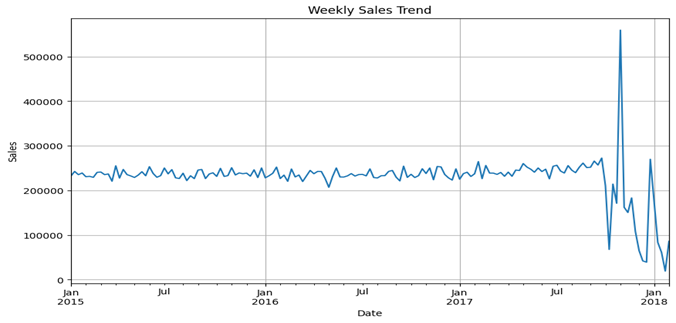 Weekly Sales Trend
500000
400000
300000
200000
100000
0
Sales
Jan Jul Jan Jul Jan Jul Jan
2015 2016 2017 2018
Date